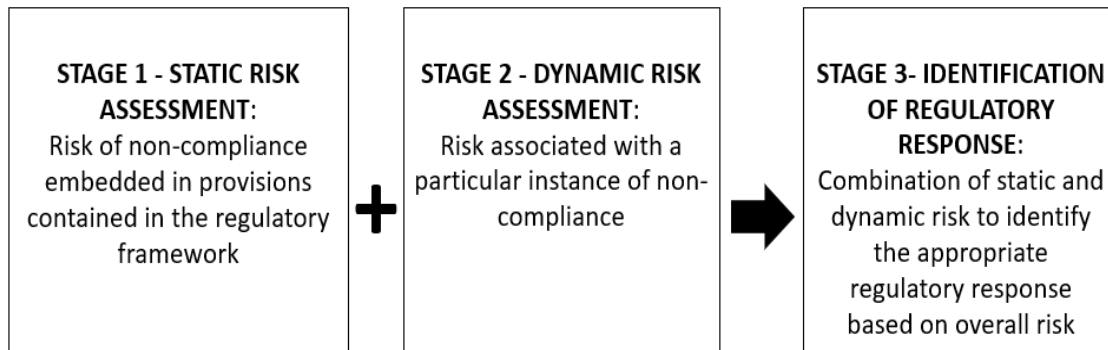 STAGE 1 - STATIC RISK
ASSESSMENT:
Risk of non-compliance
embedded in provisions
contained in the regulatory
framework
STAGE 2 - DYNAMIC RISK
ASSESSMENT:
Risk associated with a
particular instance of non-
compliance
STAGE 3- IDENTIFICATION
OF REGULATORY
RESPONSE:
Combination of static and
dynamic risk to identify
the appropriate
regulatory response
based on overall risk